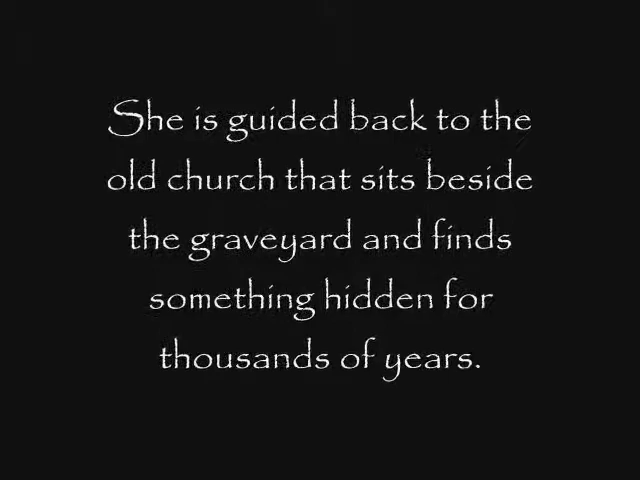 She is guided back to the
old church that sits beside
the graveyard and finds
something hidden for
thousands of years.